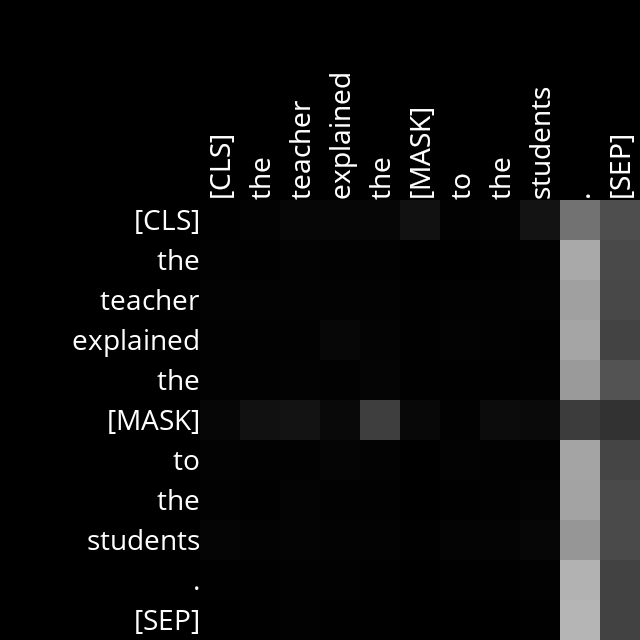 [CLS] the teacher explained the [MASK] to the students . [SEP]
[CLS]
the
teacher
explained
the
[MASK]
to
the
students
.
[SEP]